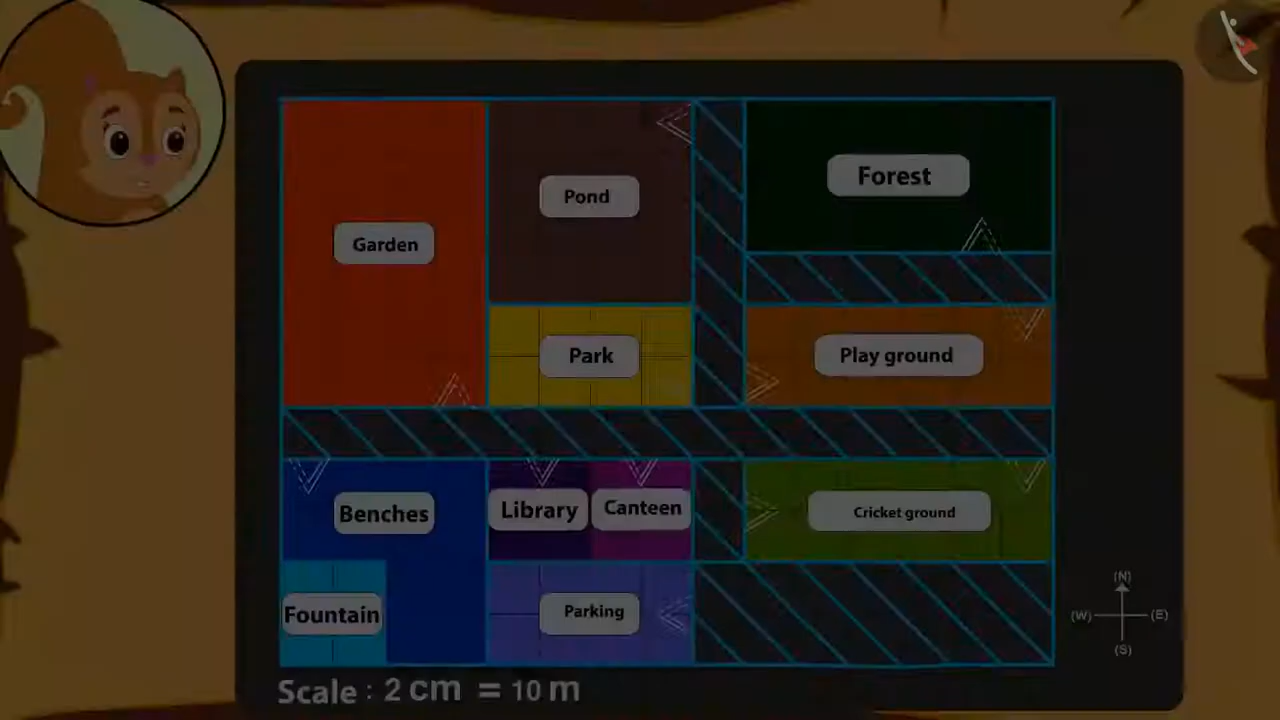 Forest
Pond
Garden
Park
Play ground
Benches
Library
Canteen
Cricket ground
Fountain
Parking
(N)
(W)
(E)
(S)
Scale : 2 cm = 10 m